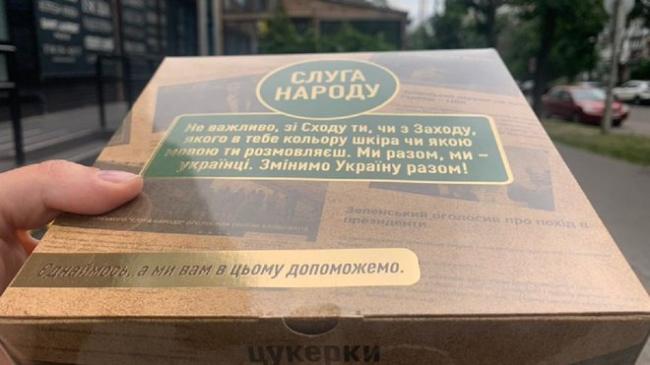 СЛУГА
НАРОДУ
Не важливо, зі Сходу ти, чи з Заходу,
якого в тебе кольору шкіра чи якою
мовою ти розмовляєш. Ми разом, ми –
українці. Змінимо Україну разом!
Зеленський оголосив про похід в
президенти
Єднаймось, а ми вам в цьому допоможемо.
цукерки